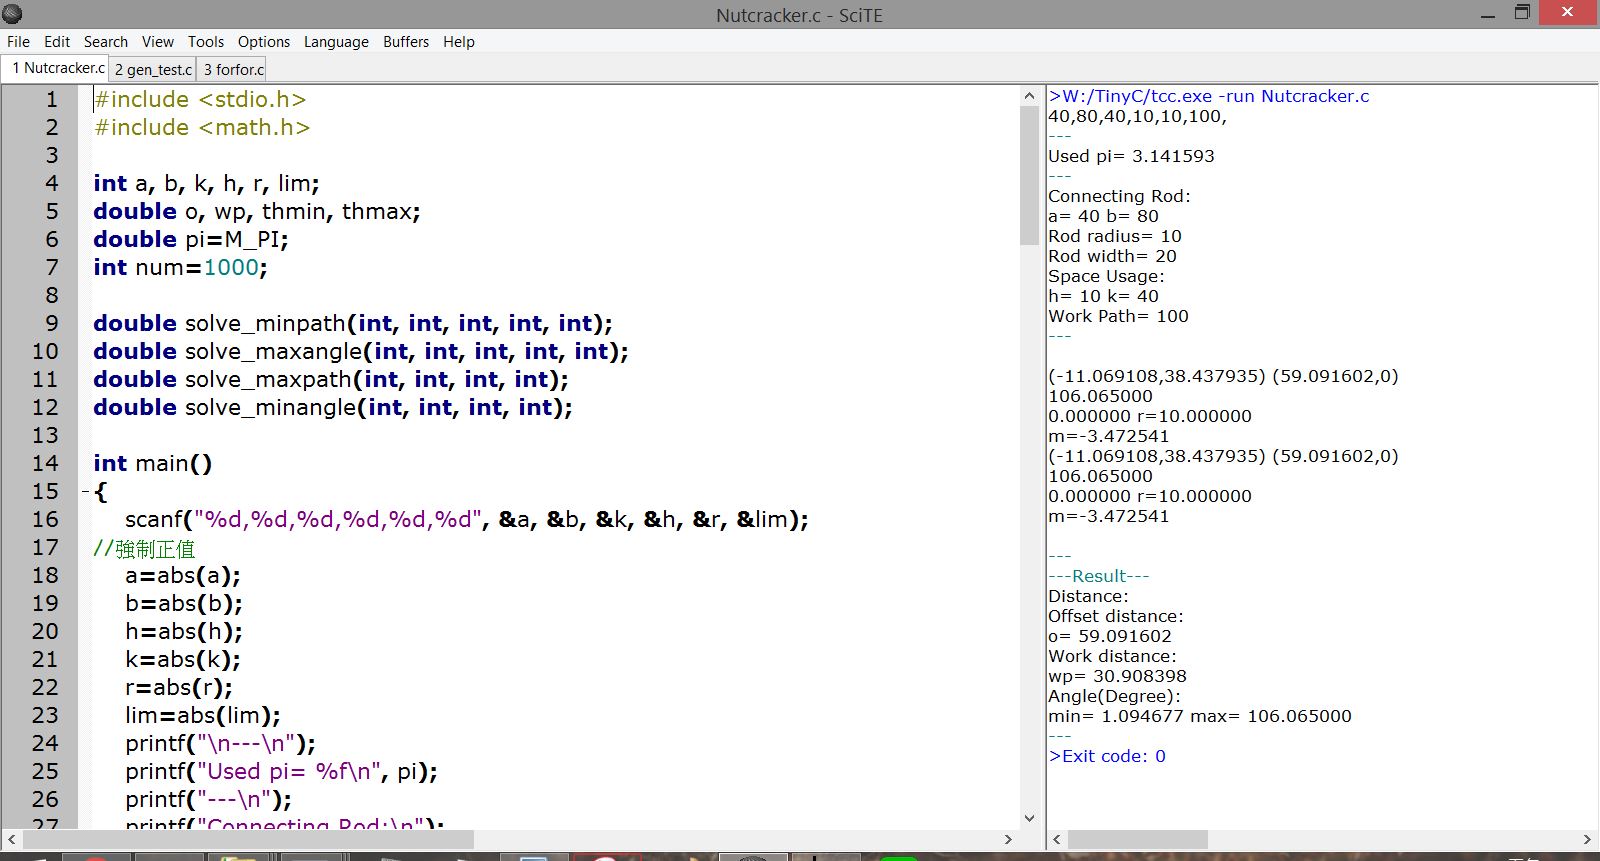 Nutcracker.c - SciTE
File Edit Search View Tools Options Language Buffers Help
1 Nutcracker.c 2 gen_test.c 3 forfor.c
1 #include <stdio.h>
2 #include <math.h>
3
4 int a, b, k, h, r, lim;
5 double o, wp, thmin, thmax;
6 double pi=M_PI;
7 int num=1000;
8
9 double solve_minpath(int, int, int, int, int);
10 double solve_maxangle(int, int, int, int, int);
11 double solve_maxpath(int, int, int, int);
12 double solve_minangle(int, int, int, int);
13
14 int main()
15 {
16 scanf("%d,%d,%d,%d,%d,%d", &a, &b, &k, &h, &r, &lim);
17 //強制正值
18 a=abs(a);
19 b=abs(b);
20 h=abs(h);
21 k=abs(k);
22 r=abs(r);
23 lim=abs(lim);
24 printf("\n---\n");
25 printf("Used pi= %f\n", pi);
26 printf("---\n");
27 printf("Connecting Rod:\n");
>W:/TinyC/tcc.exe -run Nutcracker.c
40,80,40,10,10,100,
---
Used pi= 3.141593
---
Connecting Rod:
a= 40 b= 80
Rod radius= 10
Rod width= 20
Space Usage:
h= 10 k= 40
Work Path= 100
---
(-11.069108,38.437935) (59.091602,0)
106.065000
0.000000 r=10.000000
m=-3.472541
(-11.069108,38.437935) (59.091602,0)
106.065000
0.000000 r=10.000000
m=-3.472541
---
---Result---
Distance:
Offset distance:
o= 59.091602
Work distance:
wp= 30.908398
Angle(Degree):
min= 1.094677 max= 106.065000
---
>Exit code: 0